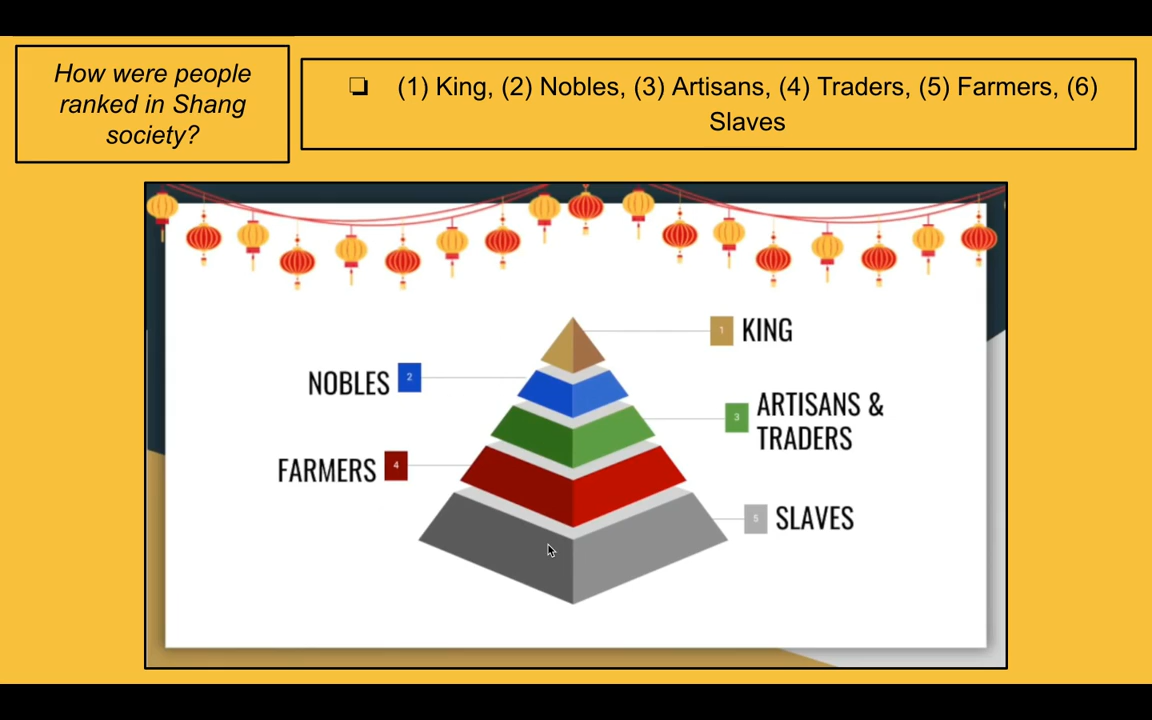 How were people
ranked in Shang
society?
❏ (1) King, (2) Nobles, (3) Artisans, (4) Traders, (5) Farmers, (6)
Slaves
1 KING
NOBLES 2
3 ARTISANS &
TRADERS
FARMERS 4
5 SLAVES